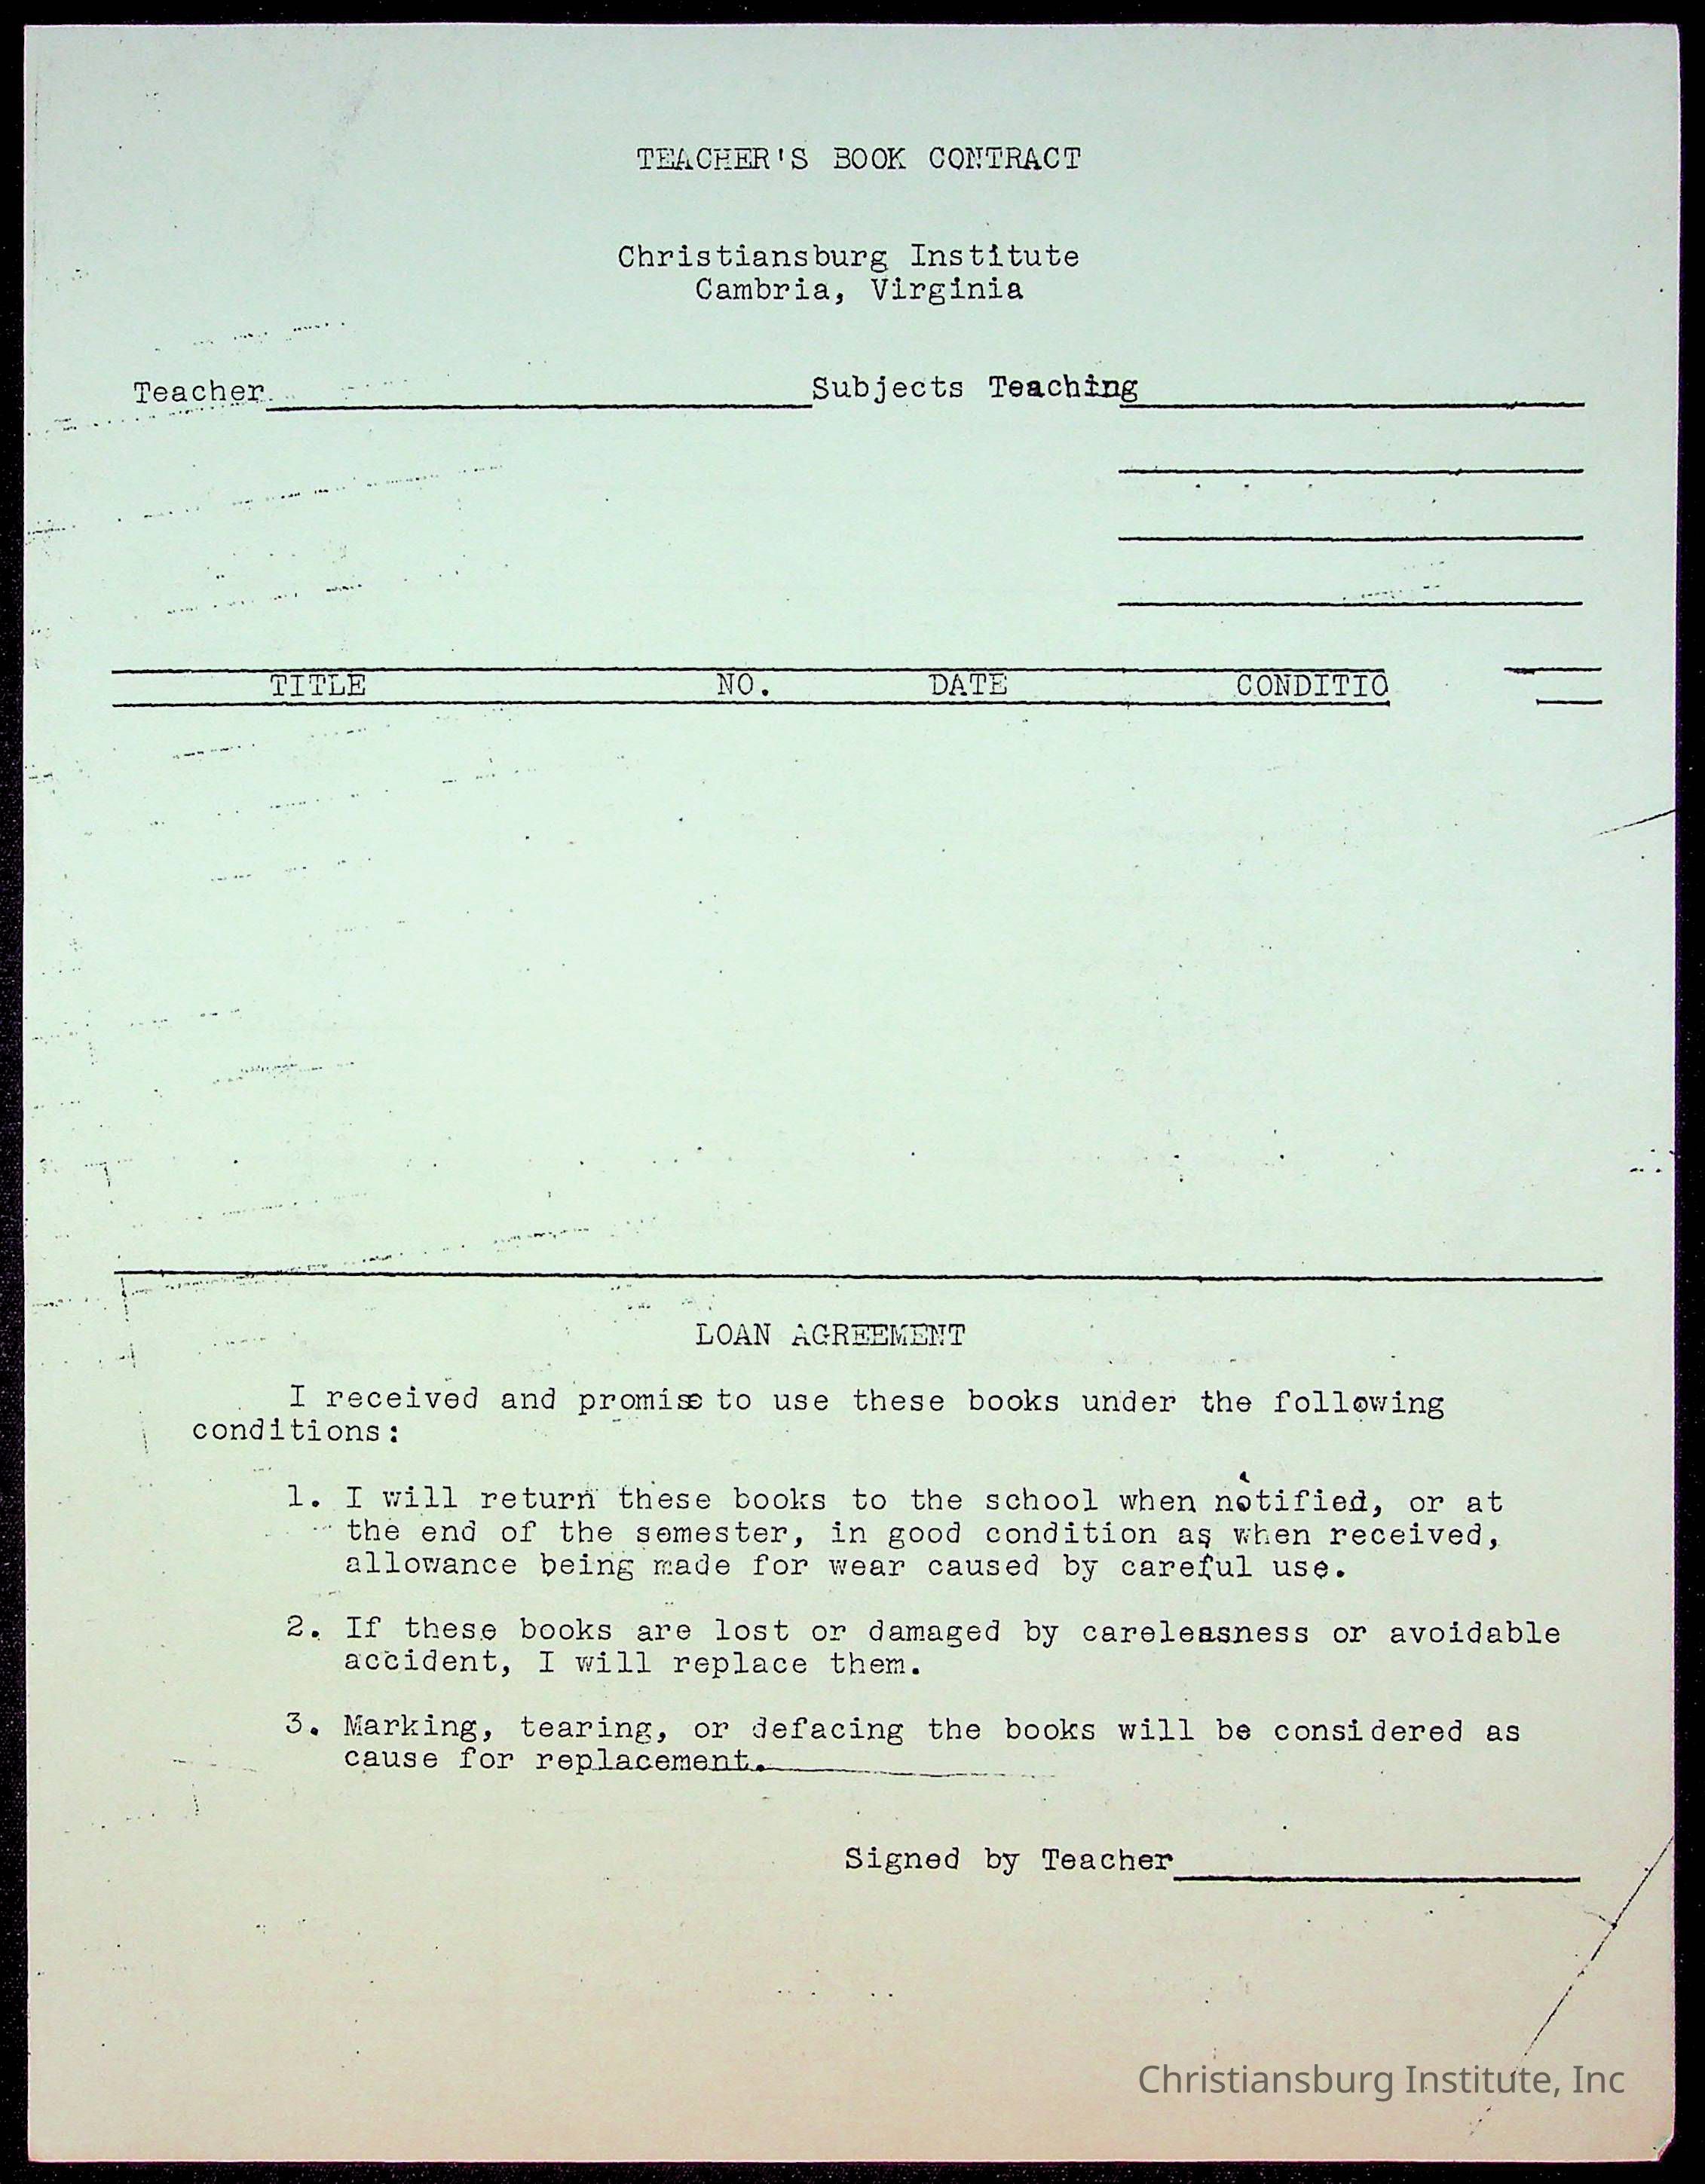 TEACHER'S BOOK CONTRACT
Christiansburg Institute
Cambria, Virginia
Teacher Subjects Teaching
TITLE NO. DATE CONDITIO
LOAN AGREEMENT
I received and promise to use these books under the following
conditions:
1. I will return these books to the school when notified, or at
the end of the semester, in good condition as when received,
allowance being made for wear caused by careful use.
2. If these books are lost or damaged by carelessness or avoidable
accident, I will replace them.
3. Marking, tearing, or defacing the books will be considered as
cause for replacement.
Signed by Teacher
Christiansburg Institute, Inc